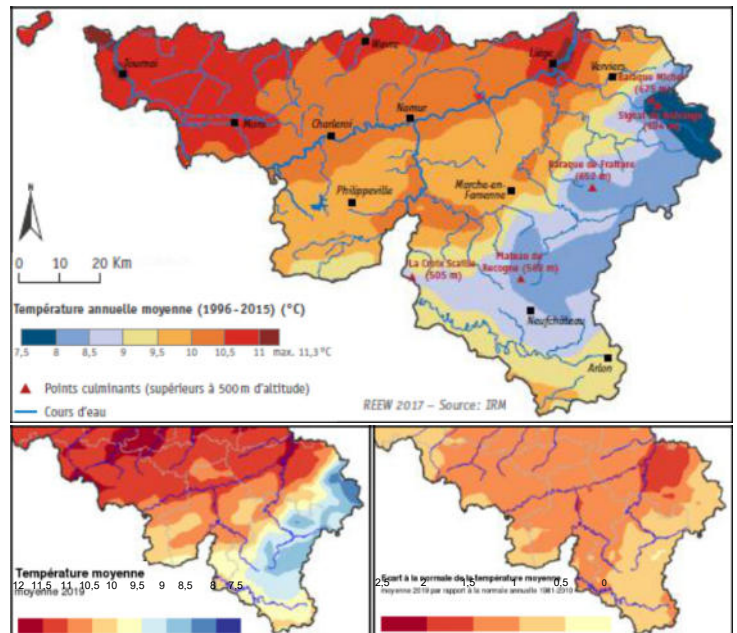 Wavre
Liège
Tournai
Verviers
Baraque Michel
(675 m)
Signal de Botrange
(694 m)
Mons
Charleroi
Namur
Baraque de Fraiture
(652 m)
Philippeville
Marche-en-
Famenne
N
0 10 20 Km
La Croix Scaille
(505 m)
Plateau de
Recogne (569 m)
Température annuelle moyenne (1996-2015) (°C)
7,5 8 8,5 9 9,5 10 10,5 11 max. 11,3°C
Neufchâteau
Arlon
Points culminants (supérieurs à 500 m d'altitude)
Cours d'eau
REEW 2017 – Source: IRM
Température moyenne
moyenne 2019
12 11,5 11 10,5 10 9,5 9 8,5 8 7,5
Ecart à la normale de la température moyenne
moyenne 2019 par rapport à la normale annuelle 1981-2010
2,5 2 1,5 1 0,5 0